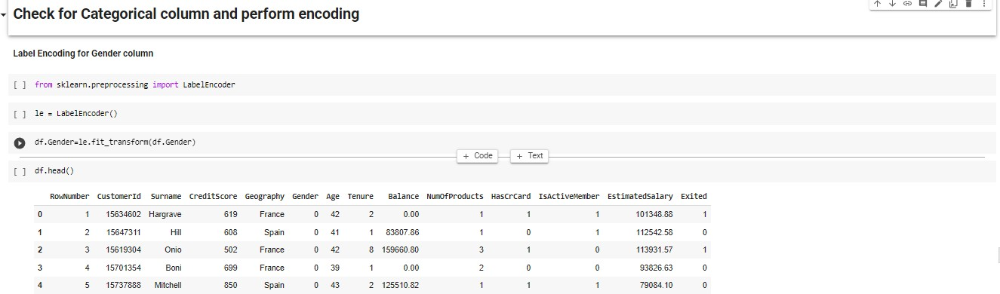 Check for Categorical column and perform encoding
Label Encoding for Gender column
[ ] from sklearn.preprocessing import LabelEncoder
[ ] le = LabelEncoder()
df.Gender=le.fit_transform(df.Gender)
+ Code + Text
[ ] df.head()
RowNumber CustomerId Surname CreditScore Geography Gender Age Tenure Balance NumOfProducts HasCrCard IsActiveMember EstimatedSalary Exited
0 1 15634602 Hargrave 619 France 0 42 2 0.00 1 1 1 101348.88 1
1 2 15647311 Hill 608 Spain 0 41 1 83807.86 1 0 1 112542.58 0
2 3 15619304 Onio 502 France 0 42 8 159660.80 3 1 0 113931.57 1
3 4 15701354 Boni 699 France 0 39 1 0.00 2 0 0 93826.63 0
4 5 15737888 Mitchell 850 Spain 0 43 2 125510.82 1 1 1 79084.10 0